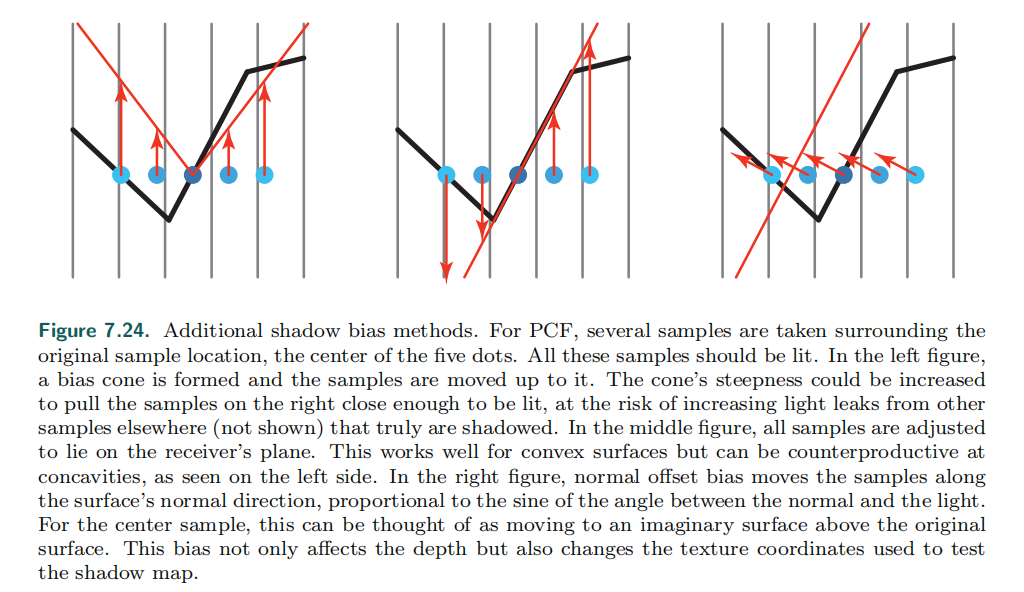 Figure 7.24. Additional shadow bias methods. For PCF, several samples are taken surrounding the
original sample location, the center of the five dots. All these samples should be lit. In the left figure,
a bias cone is formed and the samples are moved up to it. The cone's steepness could be increased
to pull the samples on the right close enough to be lit, at the risk of increasing light leaks from other
samples elsewhere (not shown) that truly are shadowed. In the middle figure, all samples are adjusted
to lie on the receiver's plane. This works well for convex surfaces but can be counterproductive at
concavities, as seen on the left side. In the right figure, normal offset bias moves the samples along
the surface's normal direction, proportional to the sine of the angle between the normal and the light.
For the center sample, this can be thought of as moving to an imaginary surface above the original
surface. This bias not only affects the depth but also changes the texture coordinates used to test
the shadow map.